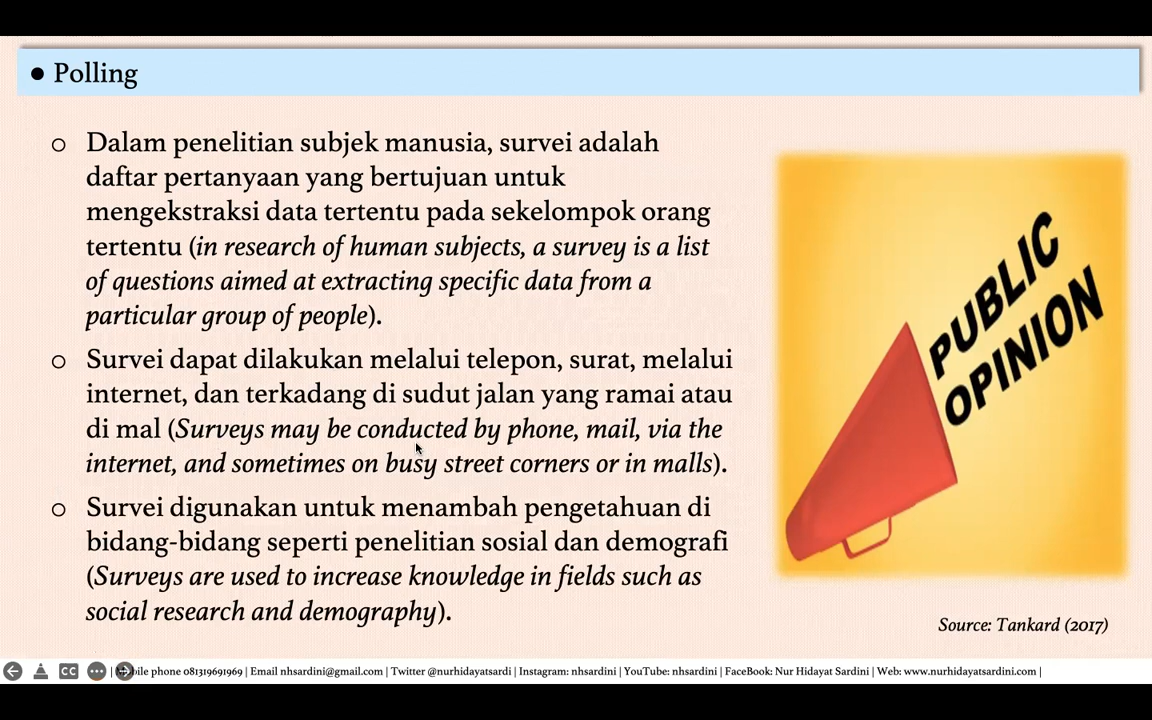 ● Polling
○ Dalam penelitian subjek manusia, survei adalah
daftar pertanyaan yang bertujuan untuk
mengekstraksi data tertentu pada sekelompok orang
tertentu (in research of human subjects, a survey is a list
of questions aimed at extracting specific data from a
particular group of people).
○ Survei dapat dilakukan melalui telepon, surat, melalui
internet, dan terkadang di sudut jalan yang ramai atau
di mal (Surveys may be conducted by phone, mail, via the
internet, and sometimes on busy street corners or in malls).
○ Survei digunakan untuk menambah pengetahuan di
bidang-bidang seperti penelitian sosial dan demografi
(Surveys are used to increase knowledge in fields such as
social research and demography).
PUBLIC
OPINION
Source: Tankard (2017)
CC
phone 081319691969 | Email nhsardini@gmail.com | Twitter @nurhidayatsardi | Instagram: nhsardini | YouTube: nhsardini | FaceBook: Nur Hidayat Sardini | Web: www.nurhidayatsardini.com |